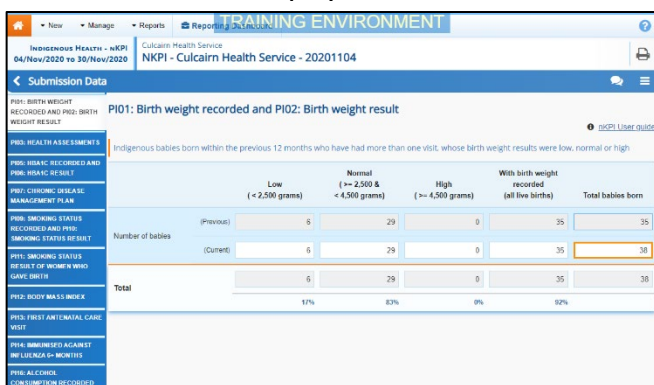 TRAINING ENVIRONMENT
New Manage Reports Reporting Dashboard
INDIGENOUS HEALTH - NKPI
04/Nov/2020 TO 30/Nov/2020
Culcairn Health Service
NKPI - Culcairn Health Service - 20201104
Submission Data
PI01: BIRTH WEIGHT
RECORDED AND PI02: BIRTH
WEIGHT RESULT
PI03: HEALTH ASSESSMENTS
PI05: HBA1C RECORDED AND
PI06: HBA1C RESULT
PI07: CHRONIC DISEASE
MANAGEMENT PLAN
PI09: SMOKING STATUS
RECORDED AND PI10:
SMOKING STATUS RESULT
PI11: SMOKING STATUS
RESULT OF WOMEN WHO
GAVE BIRTH
PI12: BODY MASS INDEX
PI13: FIRST ANTENATAL CARE
VISIT
PI14: IMMUNISED AGAINST
INFLUENZA 6+ MONTHS
PI16: ALCOHOL
CONSUMPTION RECORDED
PI01: Birth weight recorded and PI02: Birth weight result
nKPI User guide
Indigenous babies born within the previous 12 months who have had more than one visit, whose birth weight results were low, normal or high
Low
( < 2,500 grams)
Normal
( >= 2,500 &
< 4,500 grams)
High
( >= 4,500 grams)
With birth weight
recorded
(all live births)
Total babies born
Number of babies
(Previous) 6 29 0 35 35
(Current) 6 29 0 35 38
Total 6 29 0 35 38
17% 83% 0% 92%